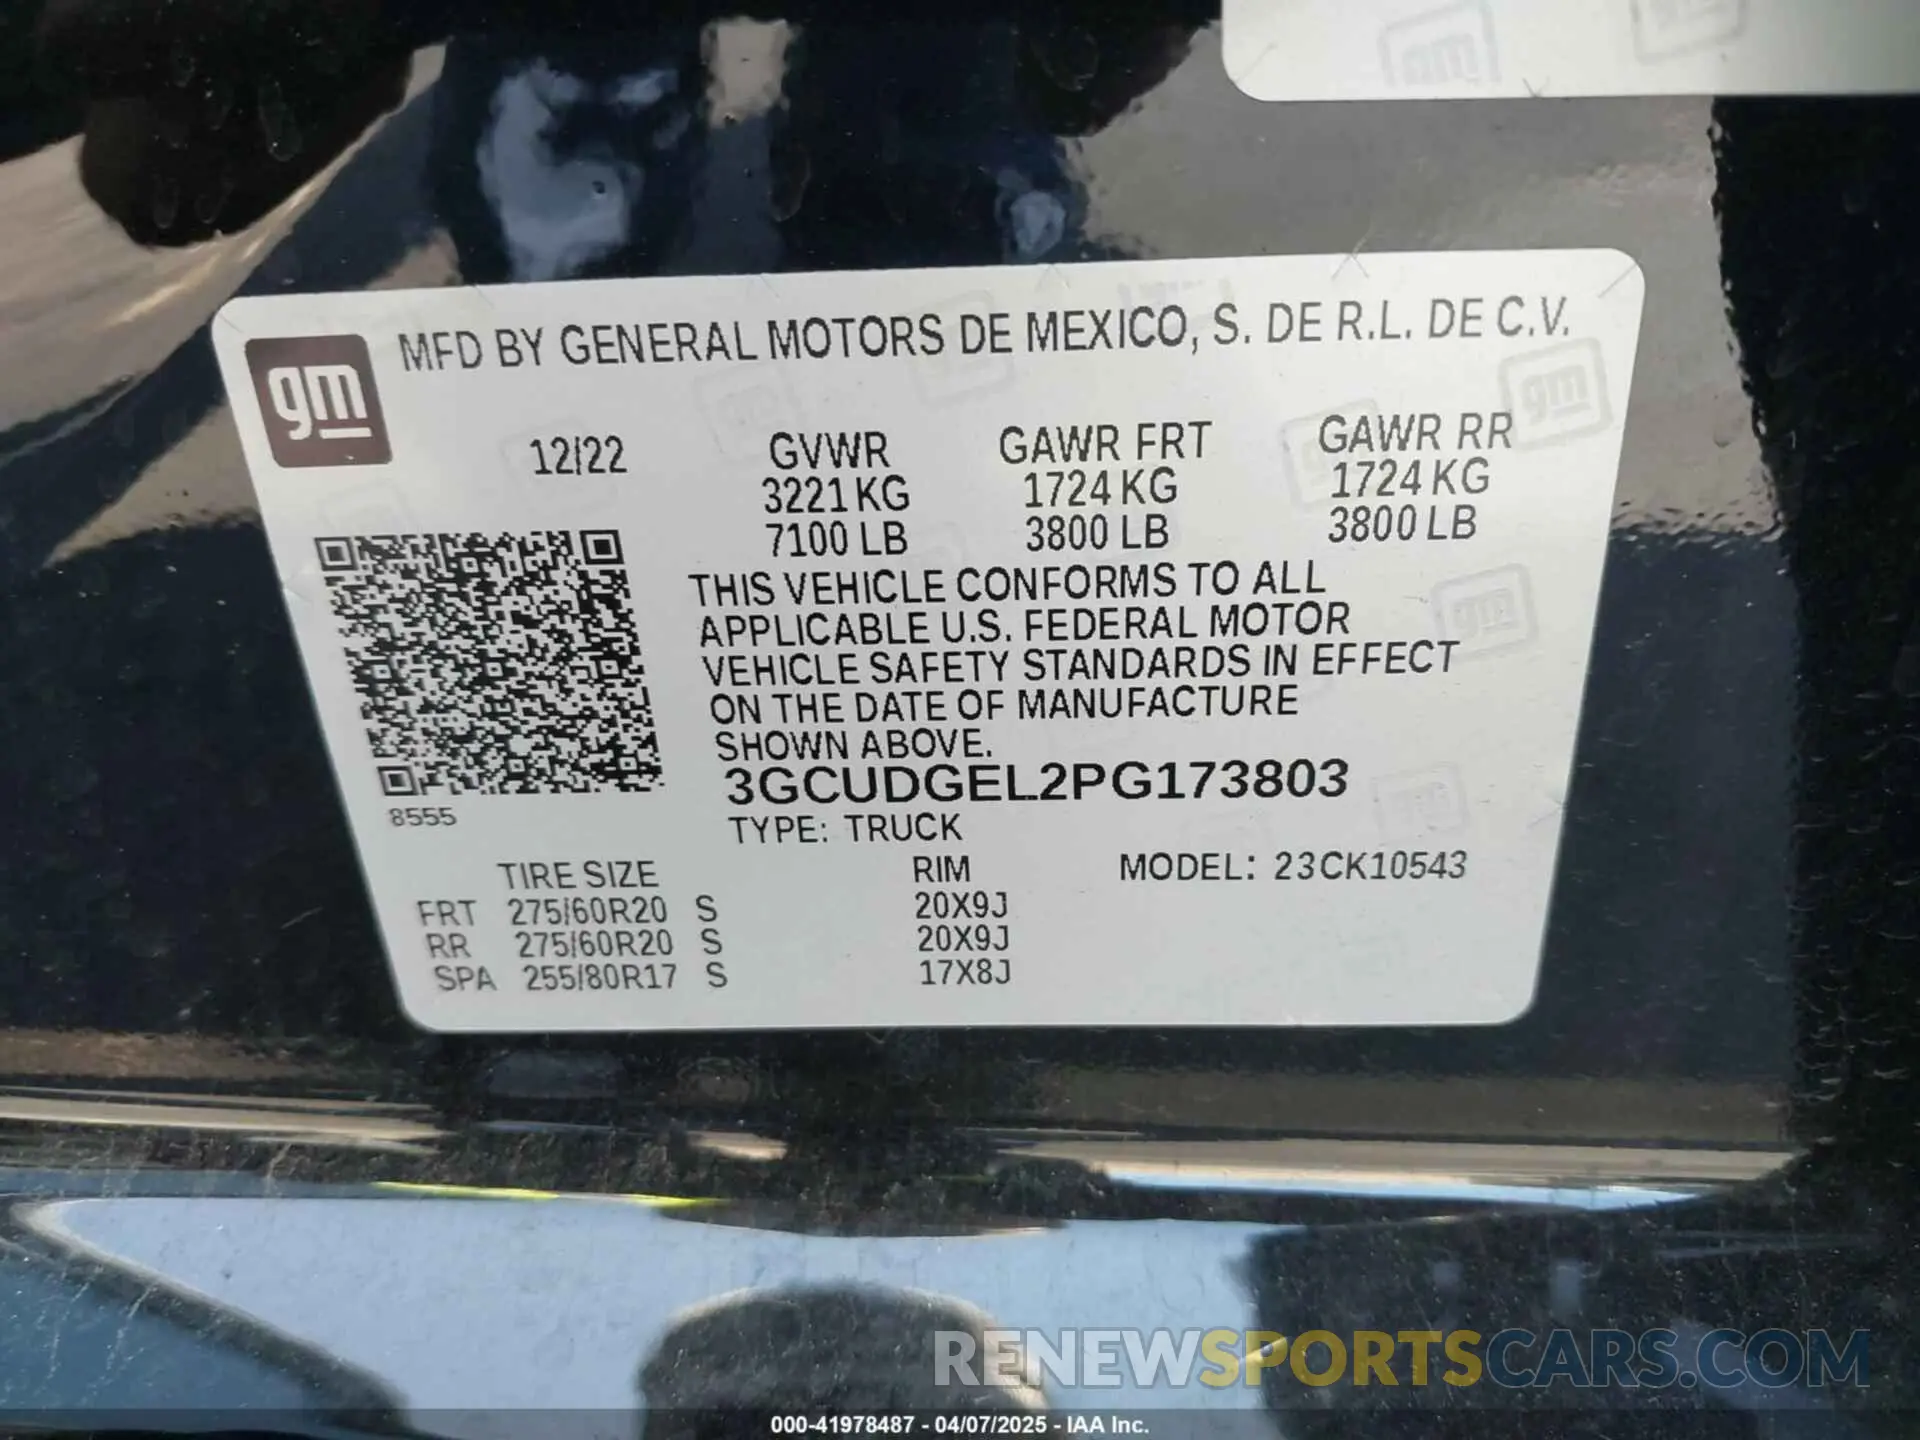 gm
MFD BY GENERAL MOTORS DE MEXICO, S. DE R.L. DE C.V.
12/22 GVWR GAWR FRT GAWR RR
3221 KG 1724 KG 1724 KG
7100 LB 3800 LB 3800 LB
THIS VEHICLE CONFORMS TO ALL
APPLICABLE U.S. FEDERAL MOTOR
VEHICLE SAFETY STANDARDS IN EFFECT
ON THE DATE OF MANUFACTURE
SHOWN ABOVE.
3GCUDGEL2PG173803
8555
TYPE: TRUCK
TIRE SIZE RIM MODEL: 23CK10543
FRT 275/60R20 S 20X9J
RR 275/60R20 S 20X9J
SPA 255/80R17 S 17X8J
RENEWSPORTSCARS.COM
000-41978487 - 04/07/2025 - IAA Inc.